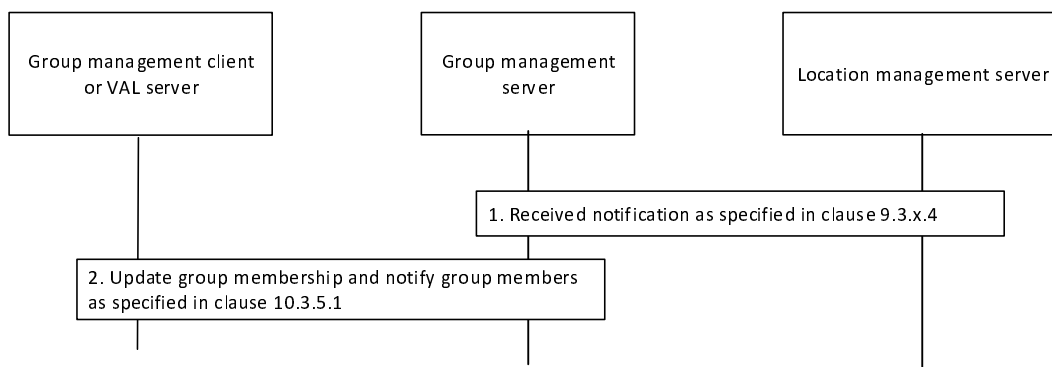 Group management client
or VAL server
Group management
server
Location management server
1. Received notification as specified in clause 9.3.x.4
2. Update group membership and notify group members
as specified in clause 10.3.5.1